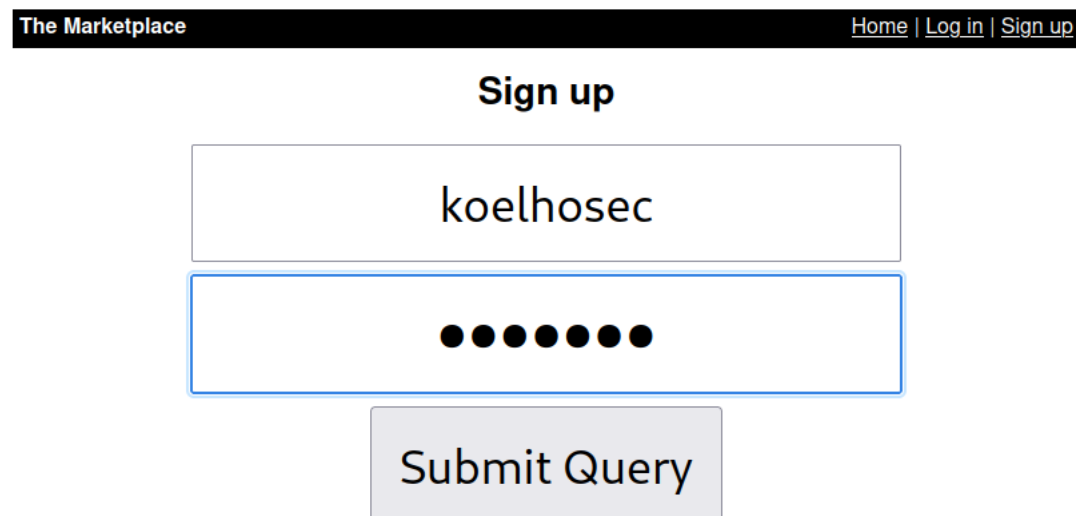 The Marketplace Home | Log in | Sign up
Sign up
koelhosec
●●●●●●●
Submit Query